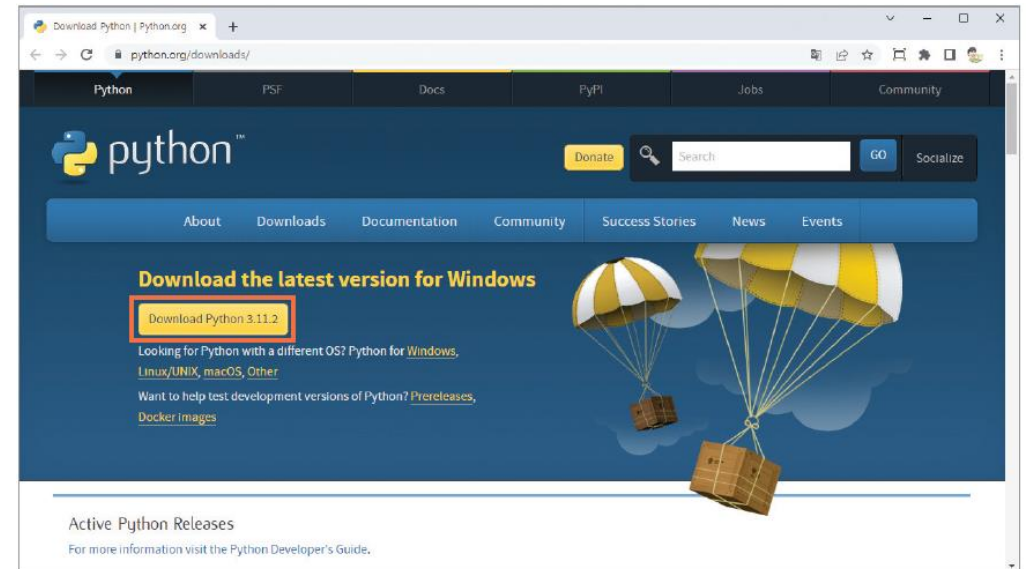 Download Python | Python.org
python.org/downloads/
Python PSF Docs PyPI Jobs Community
python™
Donate Search GO Socialize
About Downloads Documentation Community Success Stories News Events
Download the latest version for Windows
Download Python 3.11.2
Looking for Python with a different OS? Python for Windows,
Linux/UNIX, macOS, Other
Want to help test development versions of Python? Prereleases,
Docker images
Active Python Releases
For more information visit the Python Developer's Guide.